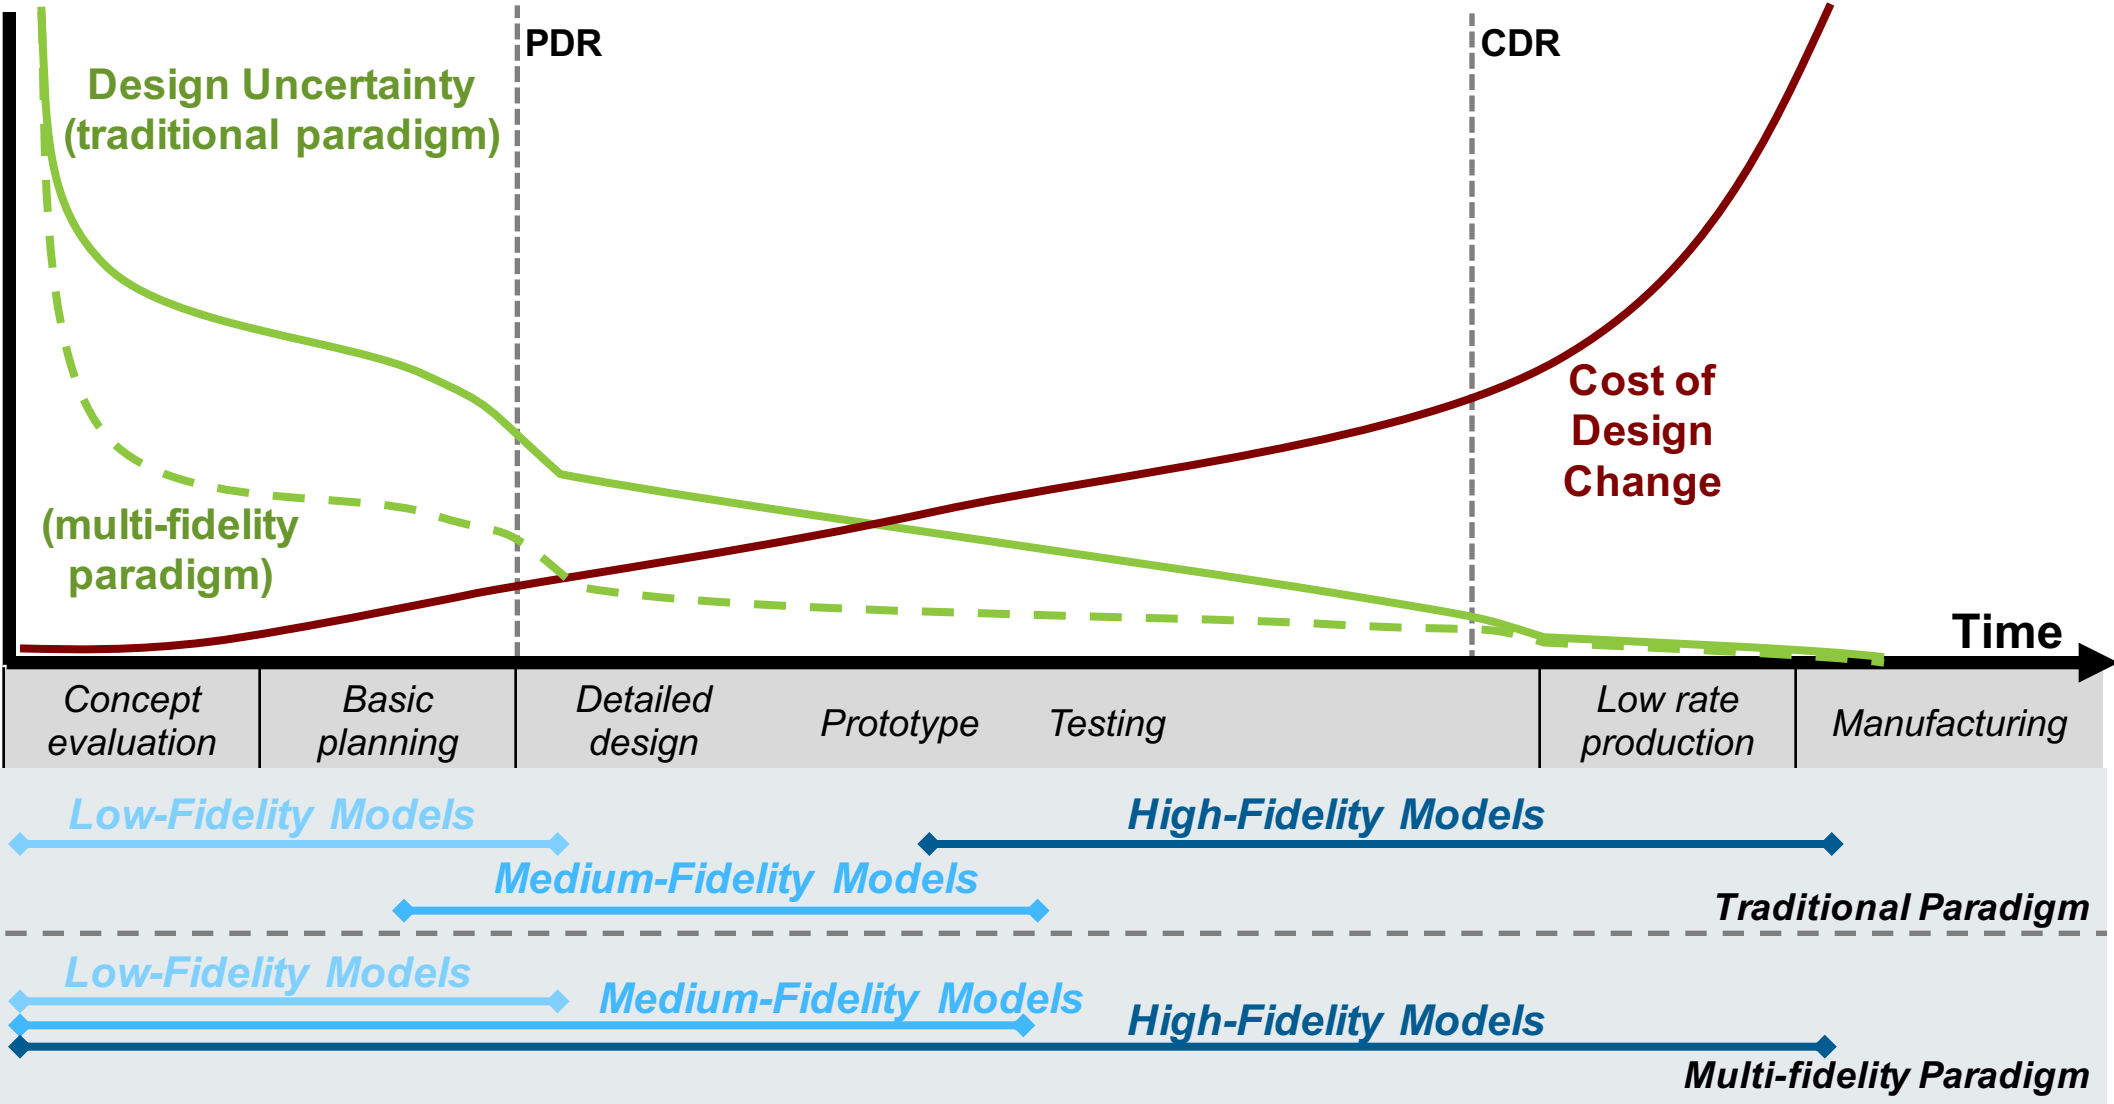 PDR
CDR
Design Uncertainty
(traditional paradigm)
Cost of
Design
Change
(multi-fidelity
paradigm)
Time
Concept
evaluation
Basic
planning
Detailed
design
Prototype
Testing
Low rate
production
Manufacturing
Low-Fidelity Models
High-Fidelity Models
Medium-Fidelity Models
Traditional Paradigm
Low-Fidelity Models
Medium-Fidelity Models
High-Fidelity Models
Multi-fidelity Paradigm